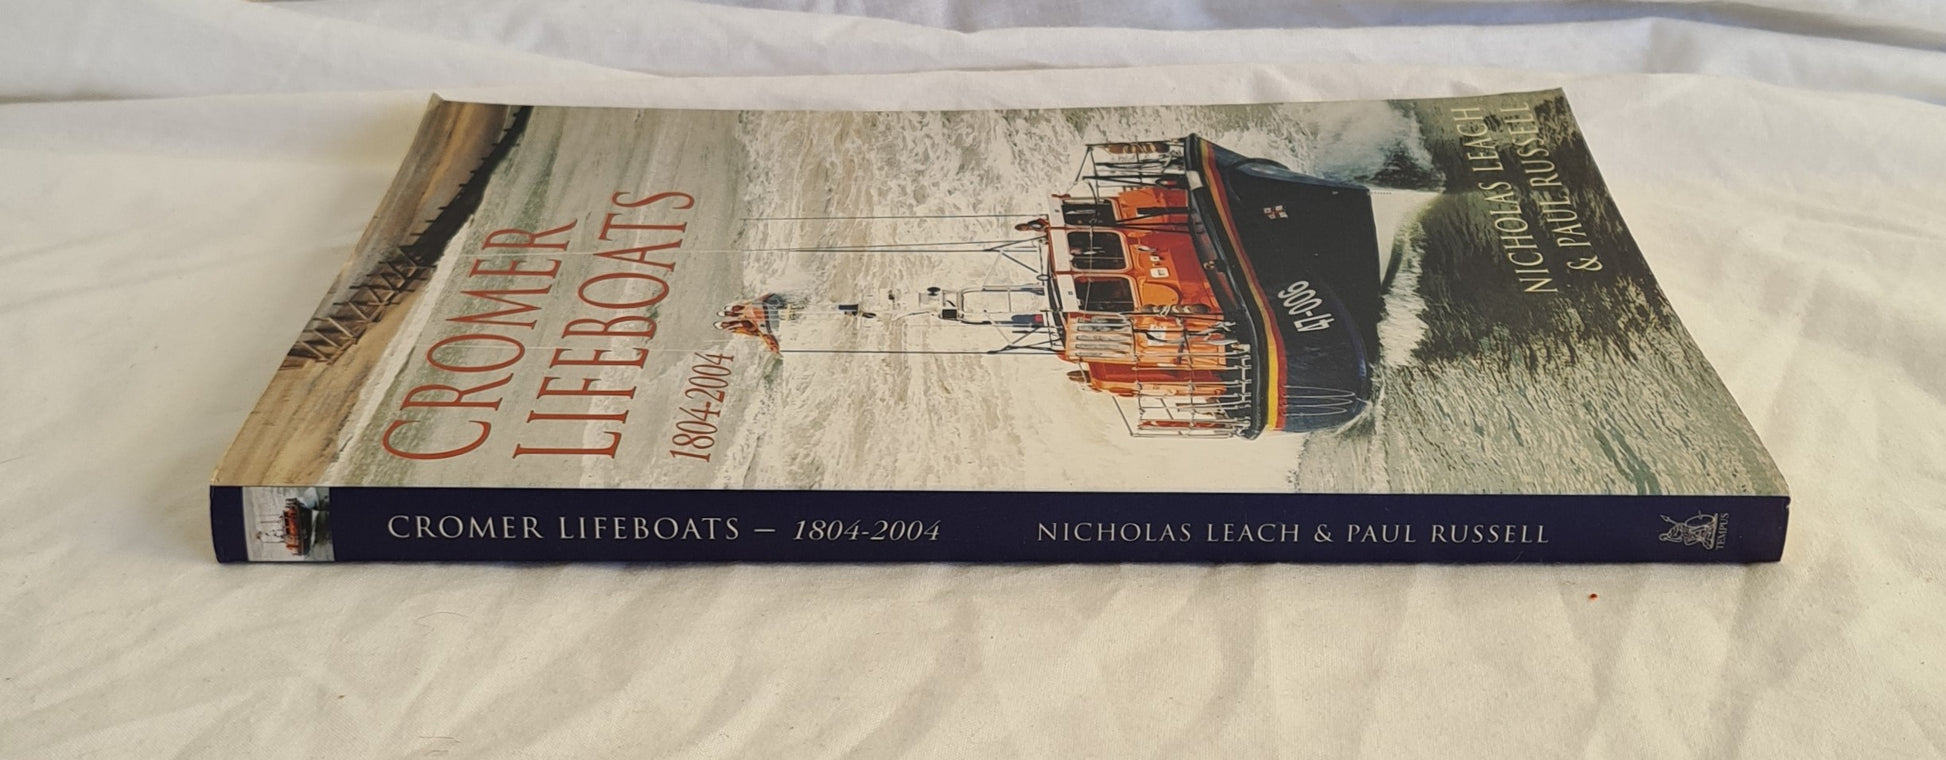 CROMER
LIFEBOATS
1804-2004
47-006
NICHOLAS LEACH
& PAUL RUSSELL
CROMER LIFEBOATS – 1804-2004 NICHOLAS LEACH & PAUL RUSSELL TEMPUS